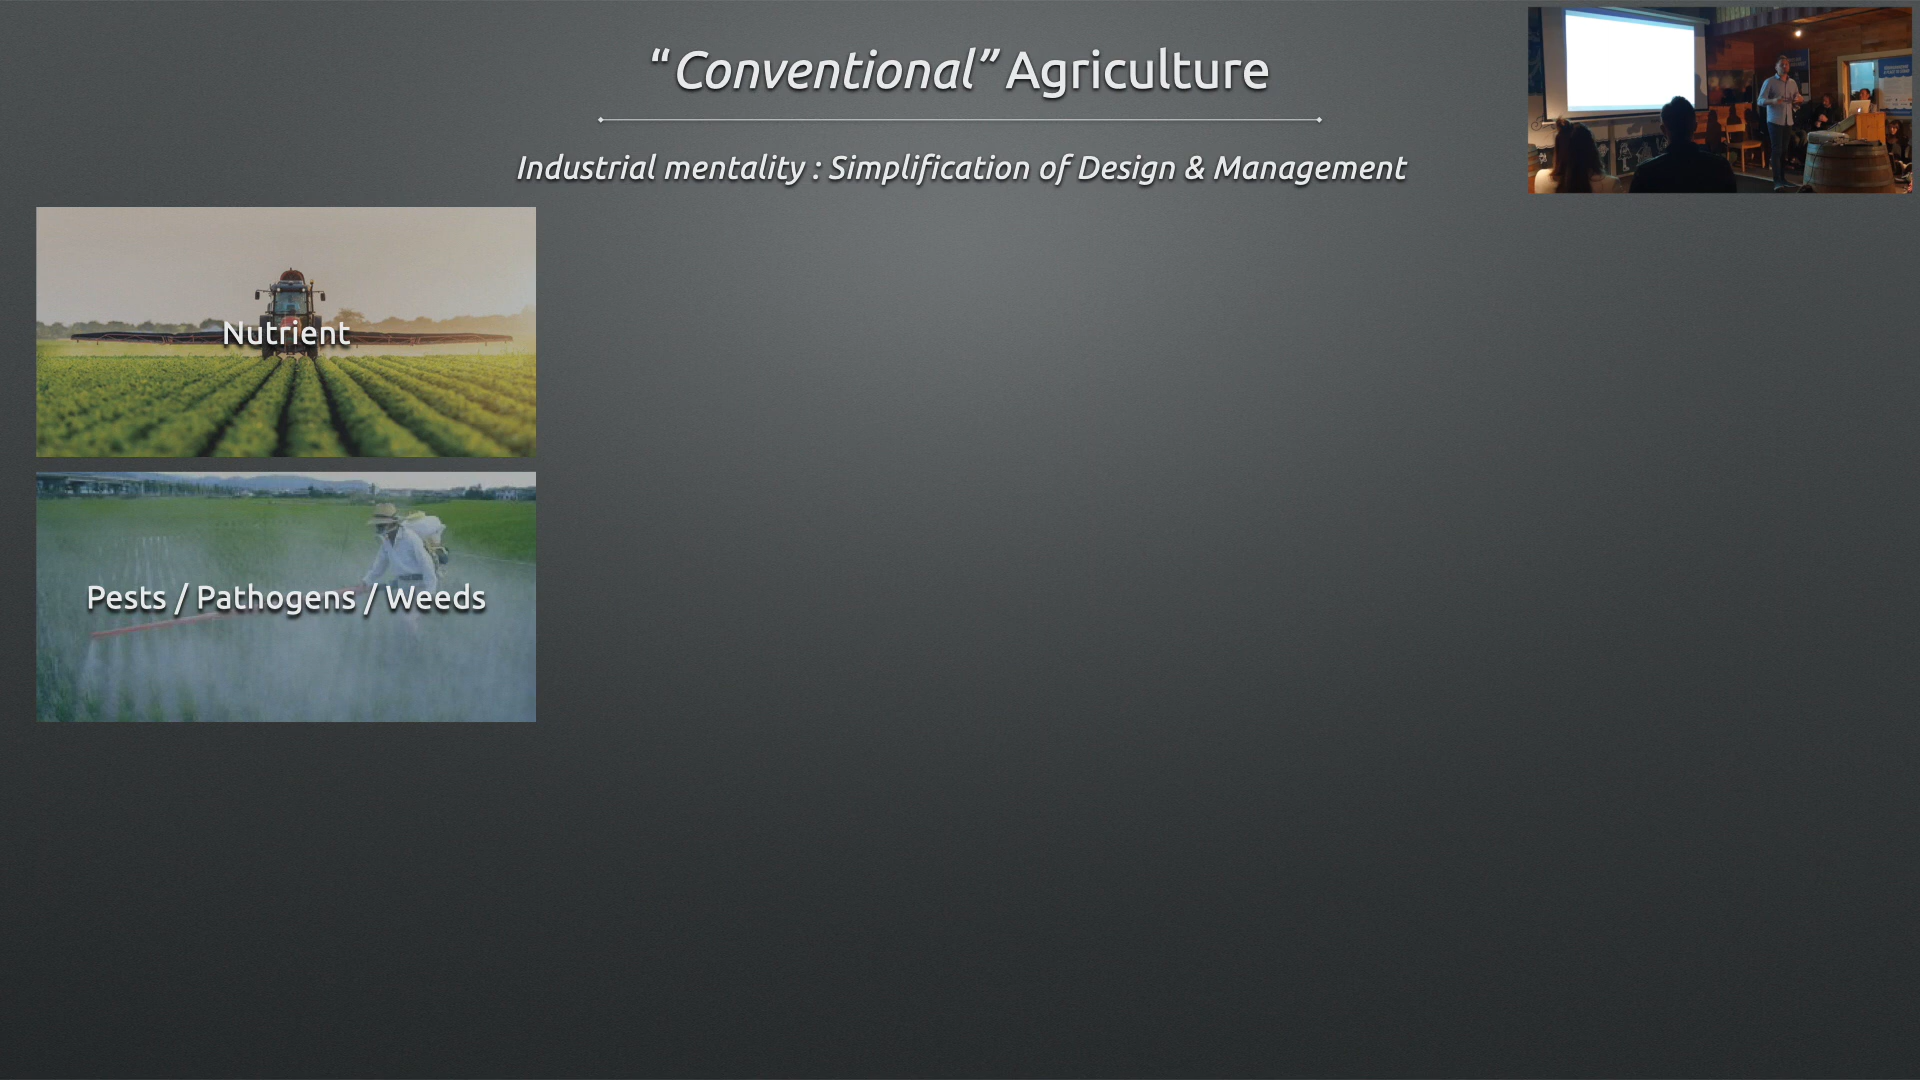 “Conventional” Agriculture
Industrial mentality : Simplification of Design & Management
Nutrient
Pests / Pathogens / Weeds